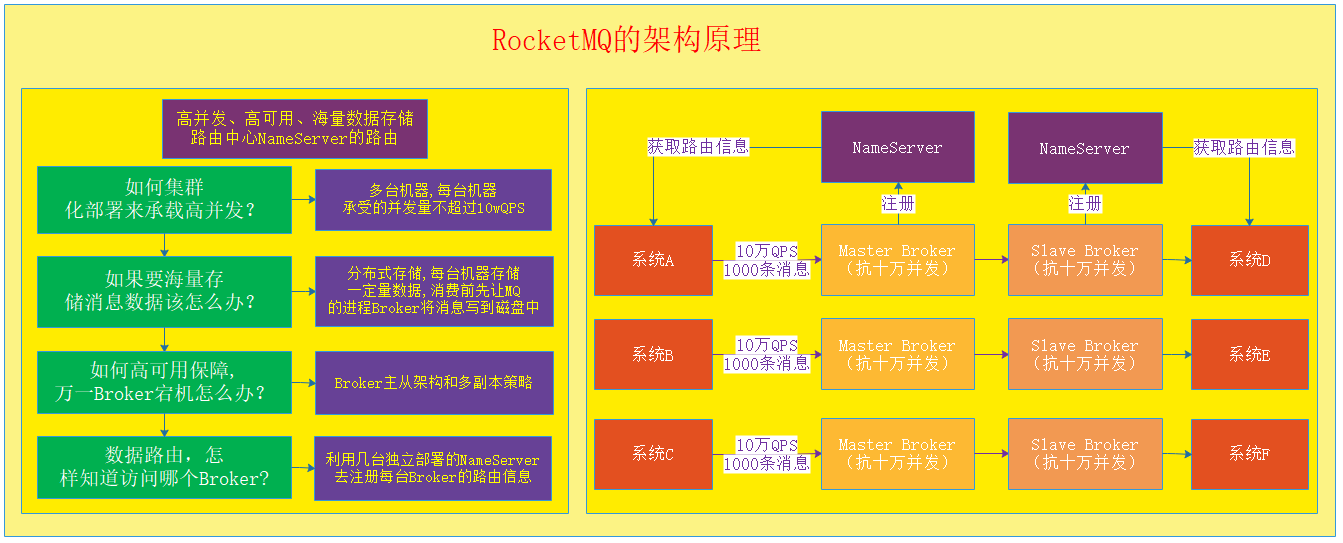 RocketMQ的架构原理
高并发、高可用、海量数据存储
路由中心NameServer的路由
如何集群
化部署来承载高并发?
多台机器,每台机器
承受的并发量不超过10wQPS
如果要海量存
储消息数据该怎么办?
分布式存储,每台机器存储
一定量数据,消费前先让MQ
的进程Broker将消息写到磁盘中
如何高可用保障,
万一Broker宕机怎么办?
Broker主从架构和多副本策略
数据路由，怎
样知道访问哪个Broker?
利用几台独立部署的NameServer
去注册每台Broker的路由信息
获取路由信息
NameServer
NameServer
获取路由信息
注册
注册
系统A
10万QPS
1000条消息
Master Broker
（抗十万并发）
Slave Broker
（抗十万并发）
系统D
系统B
10万QPS
1000条消息
Master Broker
（抗十万并发）
Slave Broker
（抗十万并发）
系统E
系统C
10万QPS
1000条消息
Master Broker
（抗十万并发）
Slave Broker
（抗十万并发）
系统F